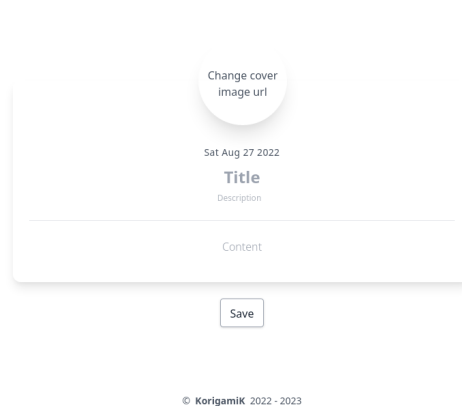 Change cover
image url
Sat Aug 27 2022
Title
Description
Content
Save
© KorigamiK 2022 - 2023